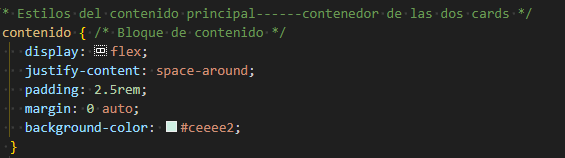 /* Estilos del contenido principal------contenedor de las dos cards */
contenido { /* Bloque de contenido */
display: flex;
justify-content: space-around;
padding: 2.5rem;
margin: 0 auto;
background-color: #ceeee2;
}